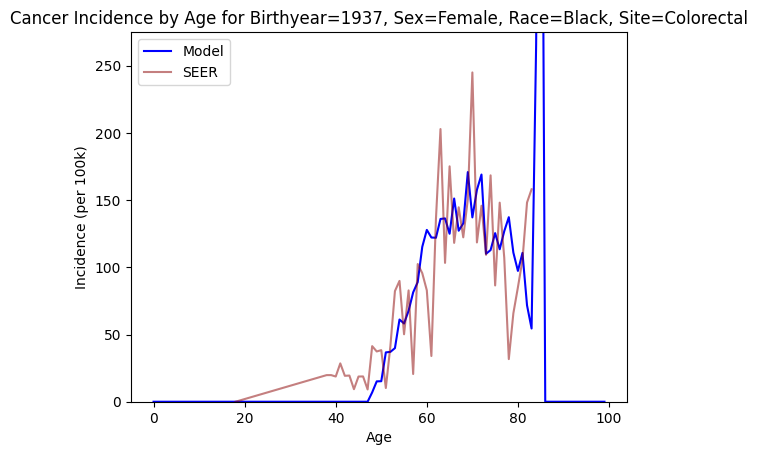 Cancer Incidence by Age for Birthyear=1937, Sex=Female, Race=Black, Site=Colorectal
Model
SEER
Incidence (per 100k)
250
200
150
100
50
0
0 20 40 60 80 100
Age